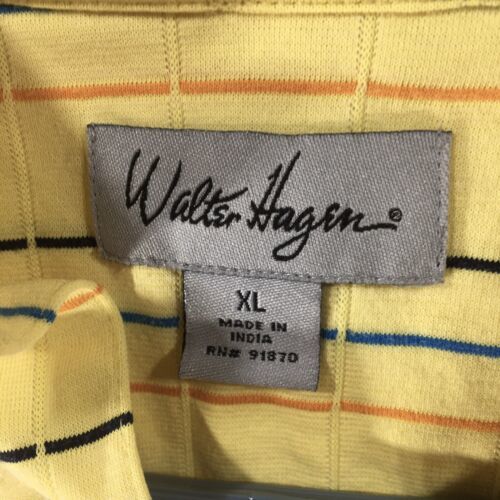 Walter Hagen®
XL
MADE IN
INDIA
RN# 91870